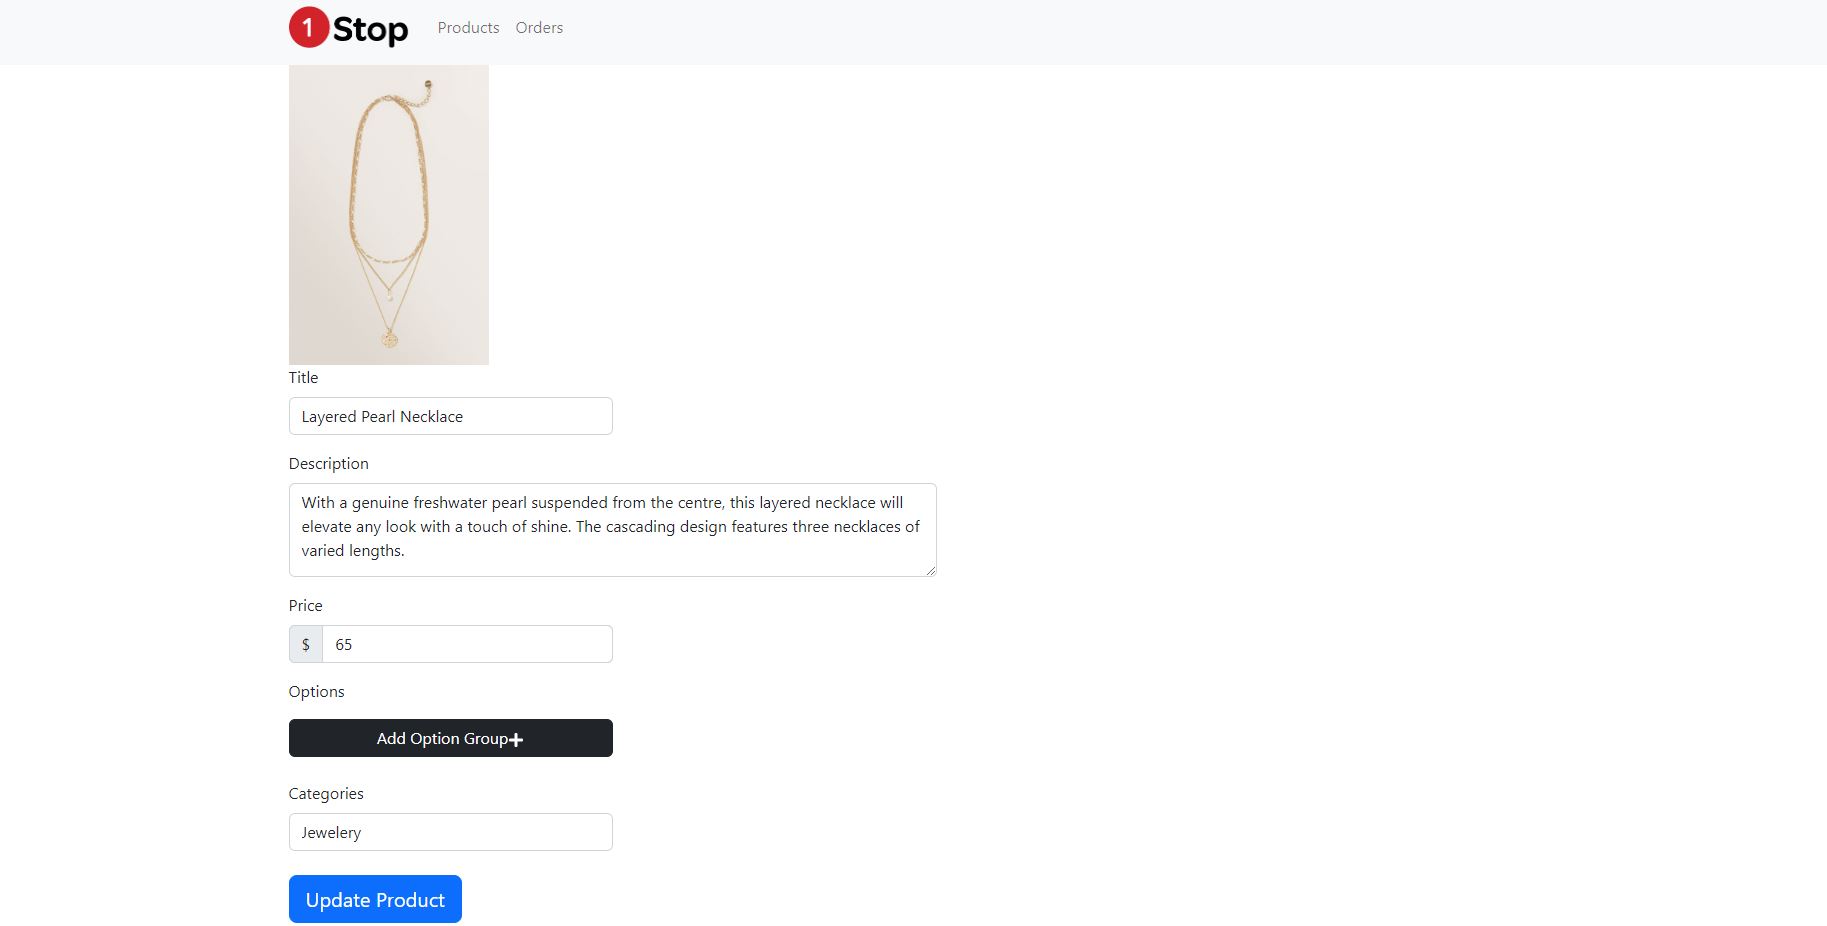 1 Stop
Products Orders
Title
Layered Pearl Necklace
Description
With a genuine freshwater pearl suspended from the centre, this layered necklace will
elevate any look with a touch of shine. The cascading design features three necklaces of
varied lengths.
Price
$ 65
Options
Add Option Group+
Categories
Jewelery
Update Product